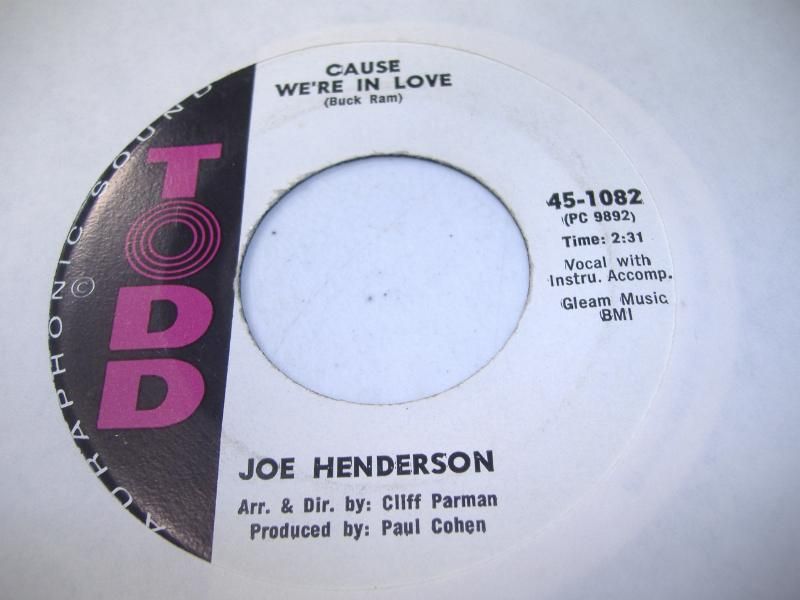 CAUSE
WE'RE IN LOVE
(Buck Ram)
AURAPHONIC SOUND
©
TODD
45-1082
(PC 9892)
Time: 2:31
Vocal with
Instru. Accomp.
Gleam Music
BMI
JOE HENDERSON
Arr. & Dir. by: Cliff Parman
Produced by: Paul Cohen